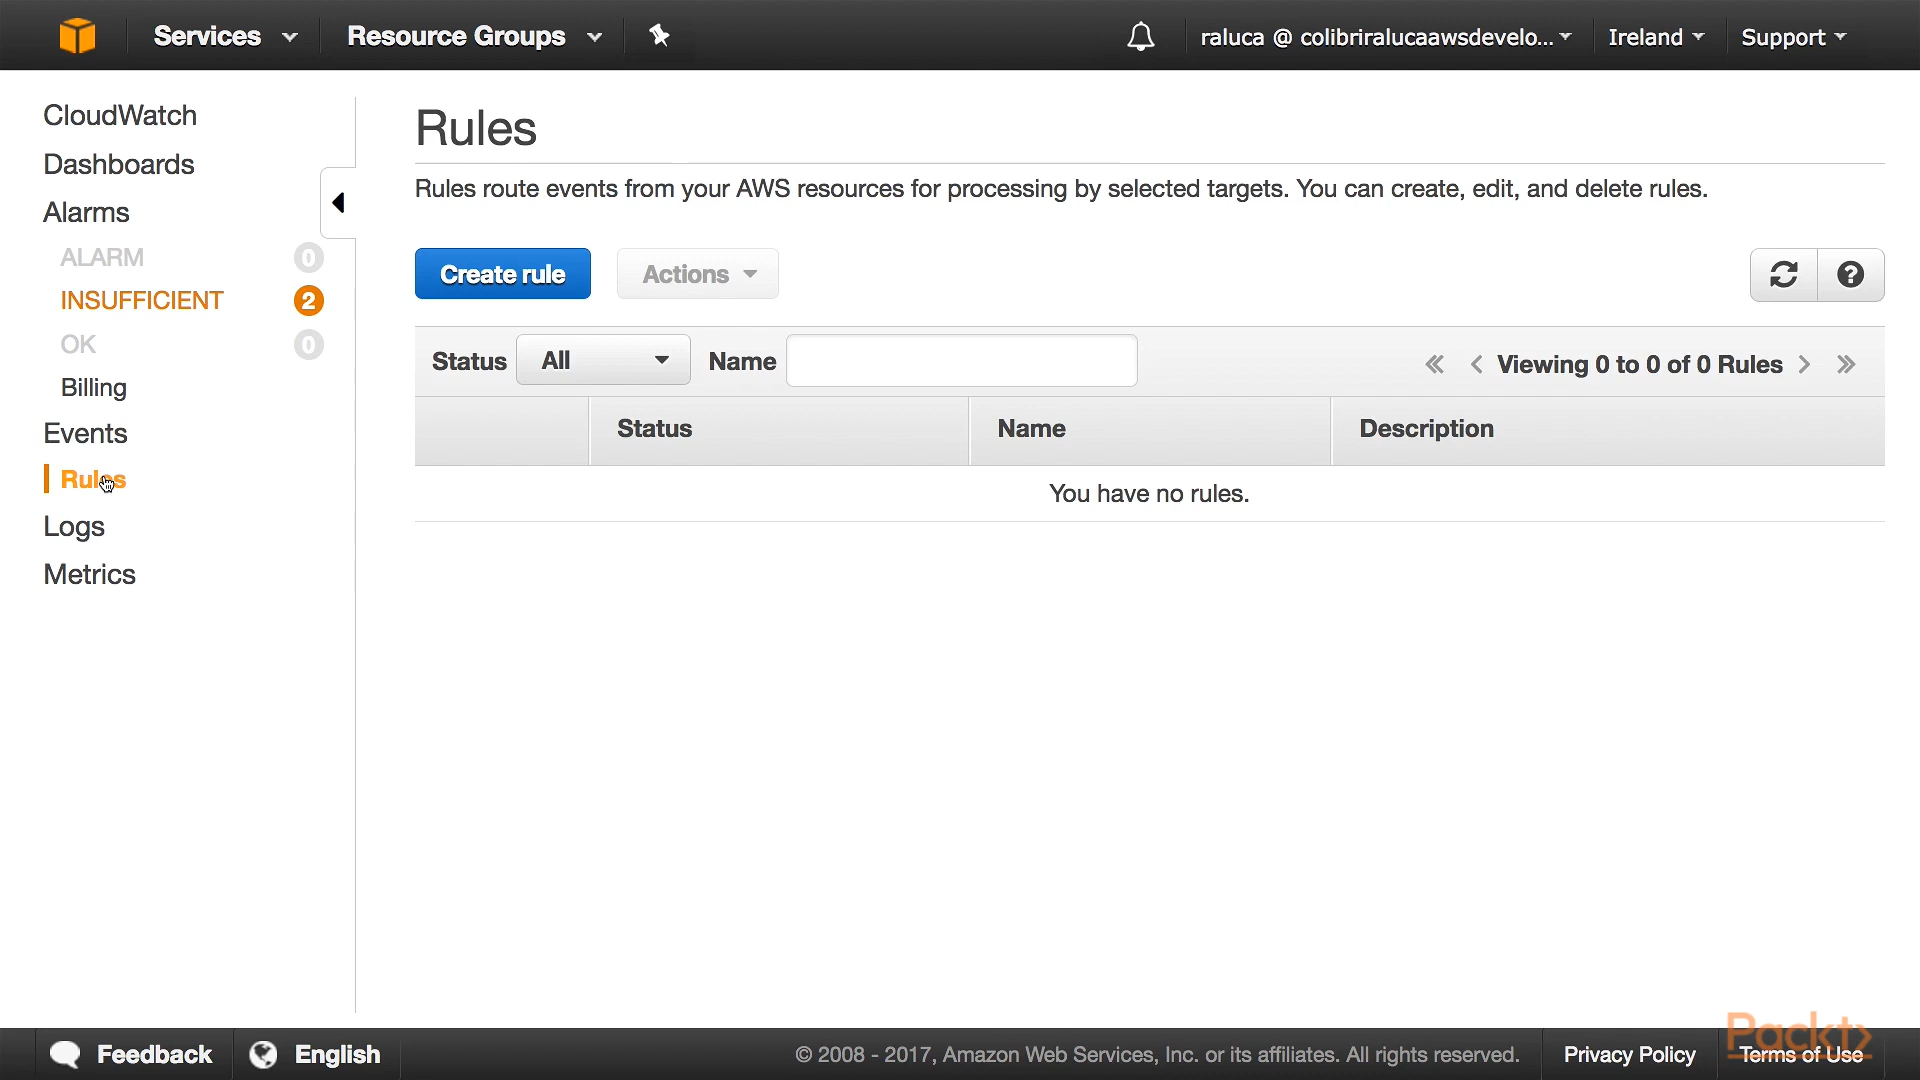 Services Resource Groups raluca @ colibriralucaawsdevelo... Ireland Support
CloudWatch
Dashboards
Alarms
ALARM 0
INSUFFICIENT 2
OK 0
Billing
Events
Rules
Logs
Metrics
Rules
Rules route events from your AWS resources for processing by selected targets. You can create, edit, and delete rules.
Create rule Actions
Status All Name Viewing 0 to 0 of 0 Rules
Status Name Description
You have no rules.
Feedback English © 2008 - 2017, Amazon Web Services, Inc. or its affiliates. All rights reserved. Privacy Policy Terms of Use
Packt